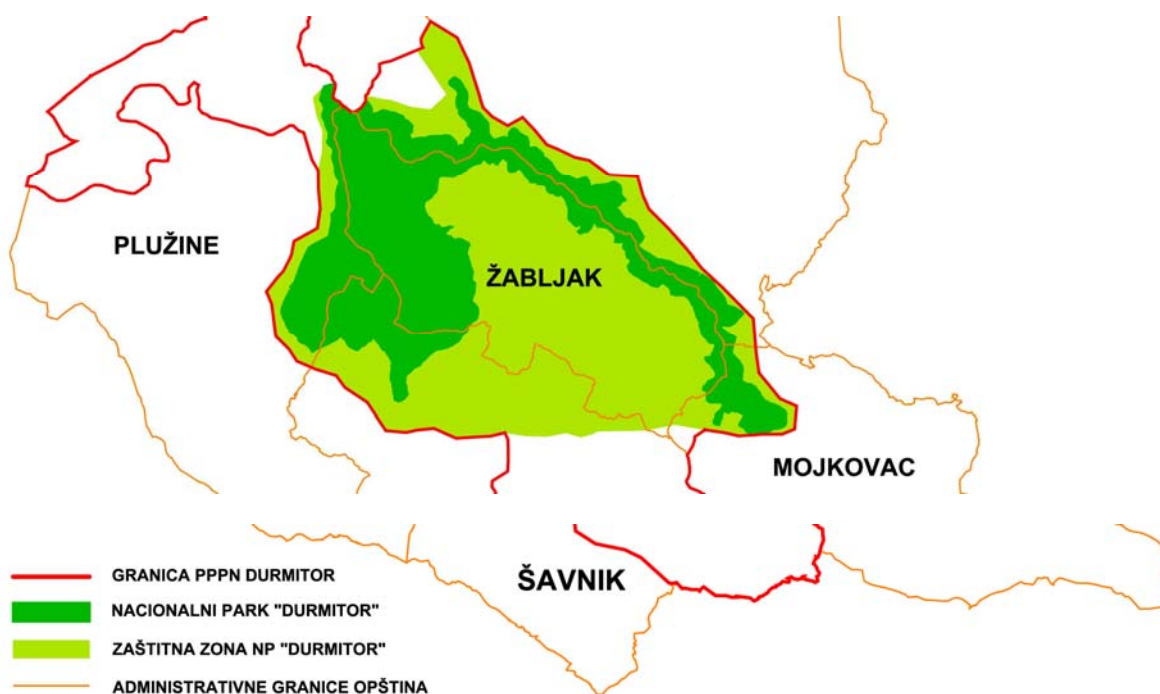 PLUŽINE
ŽABLJAK
MOJKOVAC
ŠAVNIK
GRANICA PPPN DURMITOR
NACIONALNI PARK "DURMITOR"
ZAŠTITNA ZONA NP "DURMITOR"
ADMINISTRATIVNE GRANICE OPŠTINA